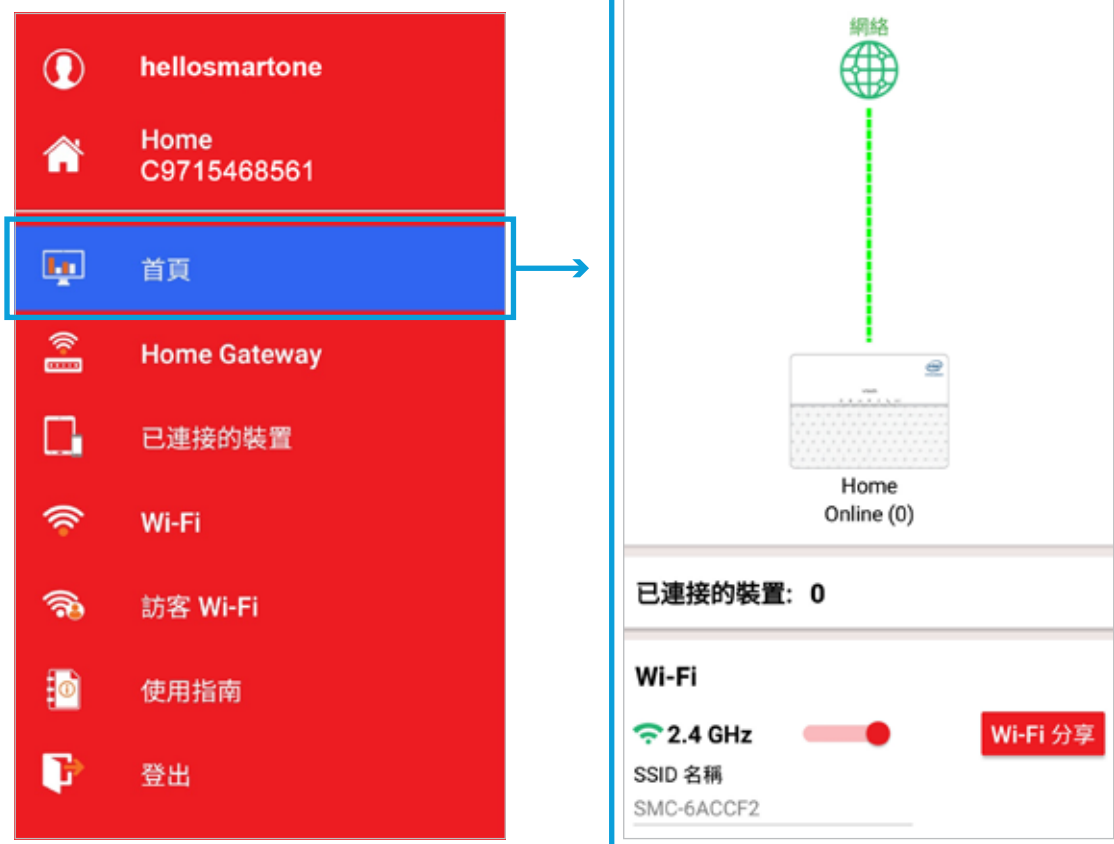 hellosmartone
Home
C9715468561
首頁
Home Gateway
已連接的裝置
Wi-Fi
訪客 Wi-Fi
使用指南
登出
網絡
Home
Online (0)
已連接的裝置: 0
Wi-Fi
2.4 GHz
Wi-Fi 分享
SSID 名稱
SMC-6ACCF2